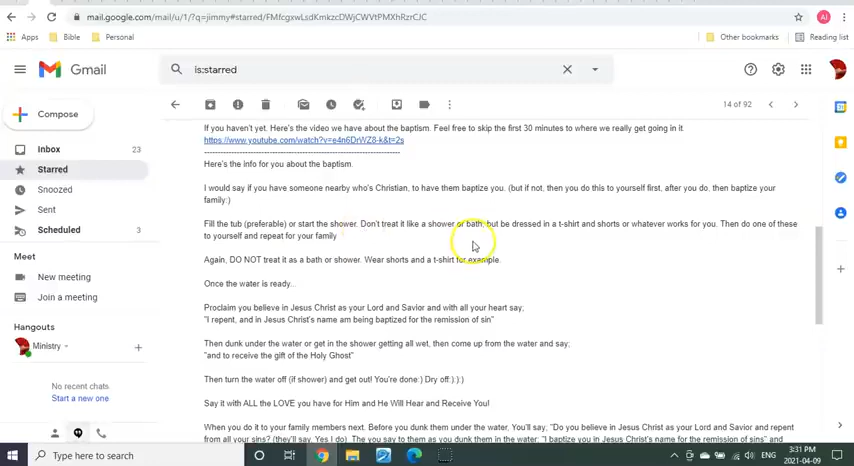 mail.google.com/mail/u/1/?q=jimmy#starred/FMfcgxwLsdKmkzcDWjCWVtPMXhRzrCJC
Apps Bible Personal Other bookmarks Reading list
Gmail is:starred
Compose 14 of 92
If you haven't yet. Here's the video we have about the baptism. Feel free to skip the first 30 minutes to where we really get going in it.
https://www.youtube.com/watch?v=e4n6DrWZ8-k&t=2s
Inbox 23
Starred
Snoozed
Sent
Scheduled 3
Meet
New meeting
Join a meeting
Hangouts
Ministry
No recent chats
Start a new one
Here's the info for you about the baptism.
I would say if you have someone nearby who's Christian, to have them baptize you. (but if not, then you do this to yourself first, after you do, then baptize your
family:)
Fill the tub (preferable) or start the shower. Don't treat it like a shower or bath, but be dressed in a t-shirt and shorts or whatever works for you. Then do one of these
to yourself and repeat for your family
Again, DO NOT treat it as a bath or shower. Wear shorts and a t-shirt for example.
Once the water is ready...
Proclaim you believe in Jesus Christ as your Lord and Savior and with all your heart say;
"I repent, and in Jesus Christ's name am being baptized for the remission of sin"
Then dunk under the water or get in the shower getting all wet, then come up from the water and say;
"and to receive the gift of the Holy Ghost"
Then turn the water off (if shower) and get out! You're done:) Dry off:):):)
Say it with ALL the LOVE you have for Him and He Will Hear and Receive You!
When you do it to your family members next. Before you dunk them under the water, You'll say, "Do you believe in Jesus Christ as your Lord and Savior and repent
from all your sins? (they'll say, Yes I do). The you say to them as you dunk them in the water: "I baptize you in Jesus Christ's name for the remission of sins" and
Type here to search
ENG
3:31 PM
2021-04-09